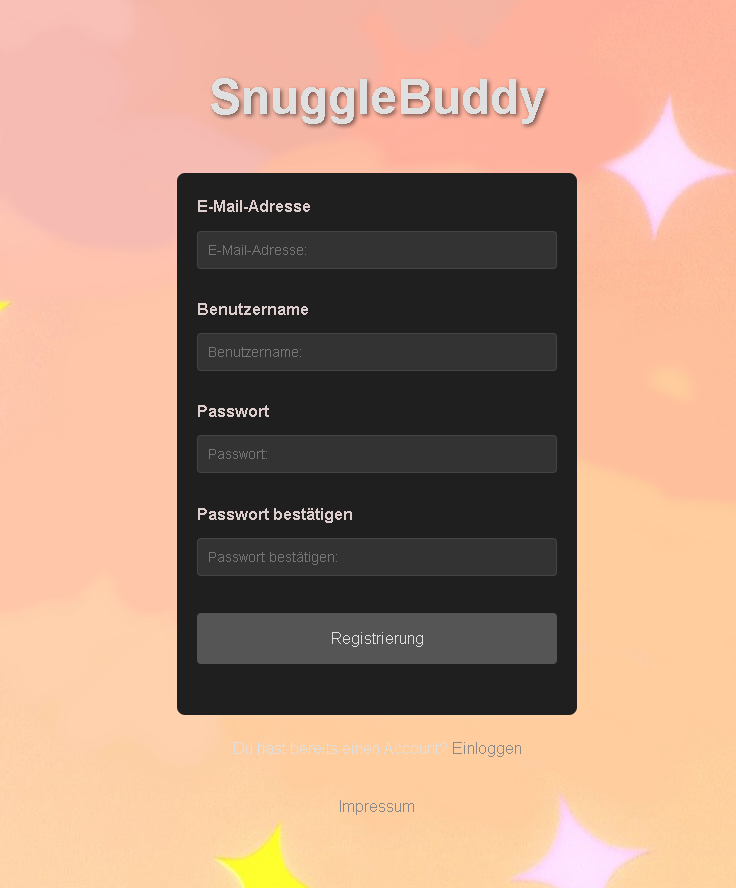 SnuggleBuddy
E-Mail-Adresse
E-Mail-Adresse:
Benutzername
Benutzername:
Passwort
Passwort:
Passwort bestätigen
Passwort bestätigen:
Registrierung
Du hast bereits einen Account? Einloggen
Impressum